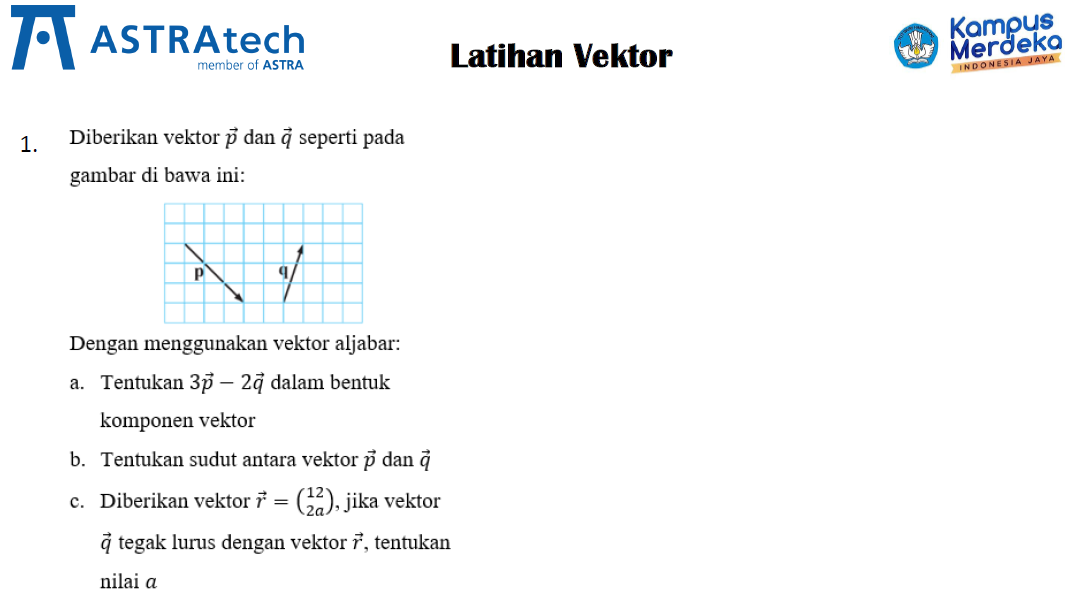 ASTRAtech
member of ASTRA
Latihan Vektor
Kampus
Merdeka
INDONESIA JAYA
1. Diberikan vektor p⃗ dan q⃗ seperti pada
gambar di bawa ini:
p
q
Dengan menggunakan vektor aljabar:
a. Tentukan 3p⃗ − 2q⃗ dalam bentuk
komponen vektor
b. Tentukan sudut antara vektor p⃗ dan q⃗
c. Diberikan vektor r⃗ = (12 2a), jika vektor
q⃗ tegak lurus dengan vektor r⃗, tentukan
nilai a